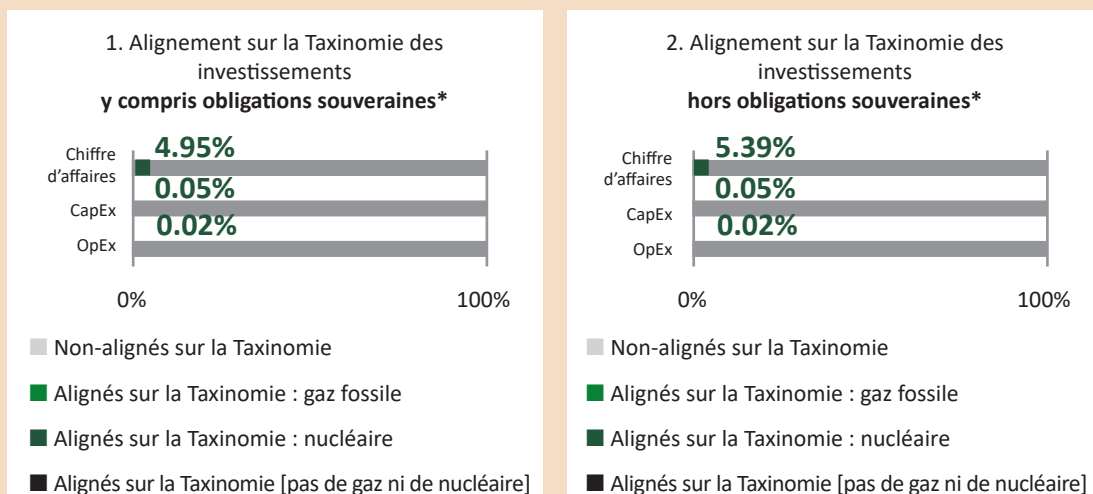 1. Alignement sur la Taxinomie des
investissements
y compris obligations souveraines*
Chiffre
d'affaires
4.95%
CapEx
0.05%
OpEx
0.02%
0%
100%
Non-alignés sur la Taxinomie
Alignés sur la Taxinomie : gaz fossile
Alignés sur la Taxinomie : nucléaire
Alignés sur la Taxinomie [pas de gaz ni de nucléaire]
2. Alignement sur la Taxinomie des
investissements
hors obligations souveraines*
Chiffre
d'affaires
5.39%
CapEx
0.05%
OpEx
0.02%
0%
100%
Non-alignés sur la Taxinomie
Alignés sur la Taxinomie : gaz fossile
Alignés sur la Taxinomie : nucléaire
Alignés sur la Taxinomie [pas de gaz ni de nucléaire]